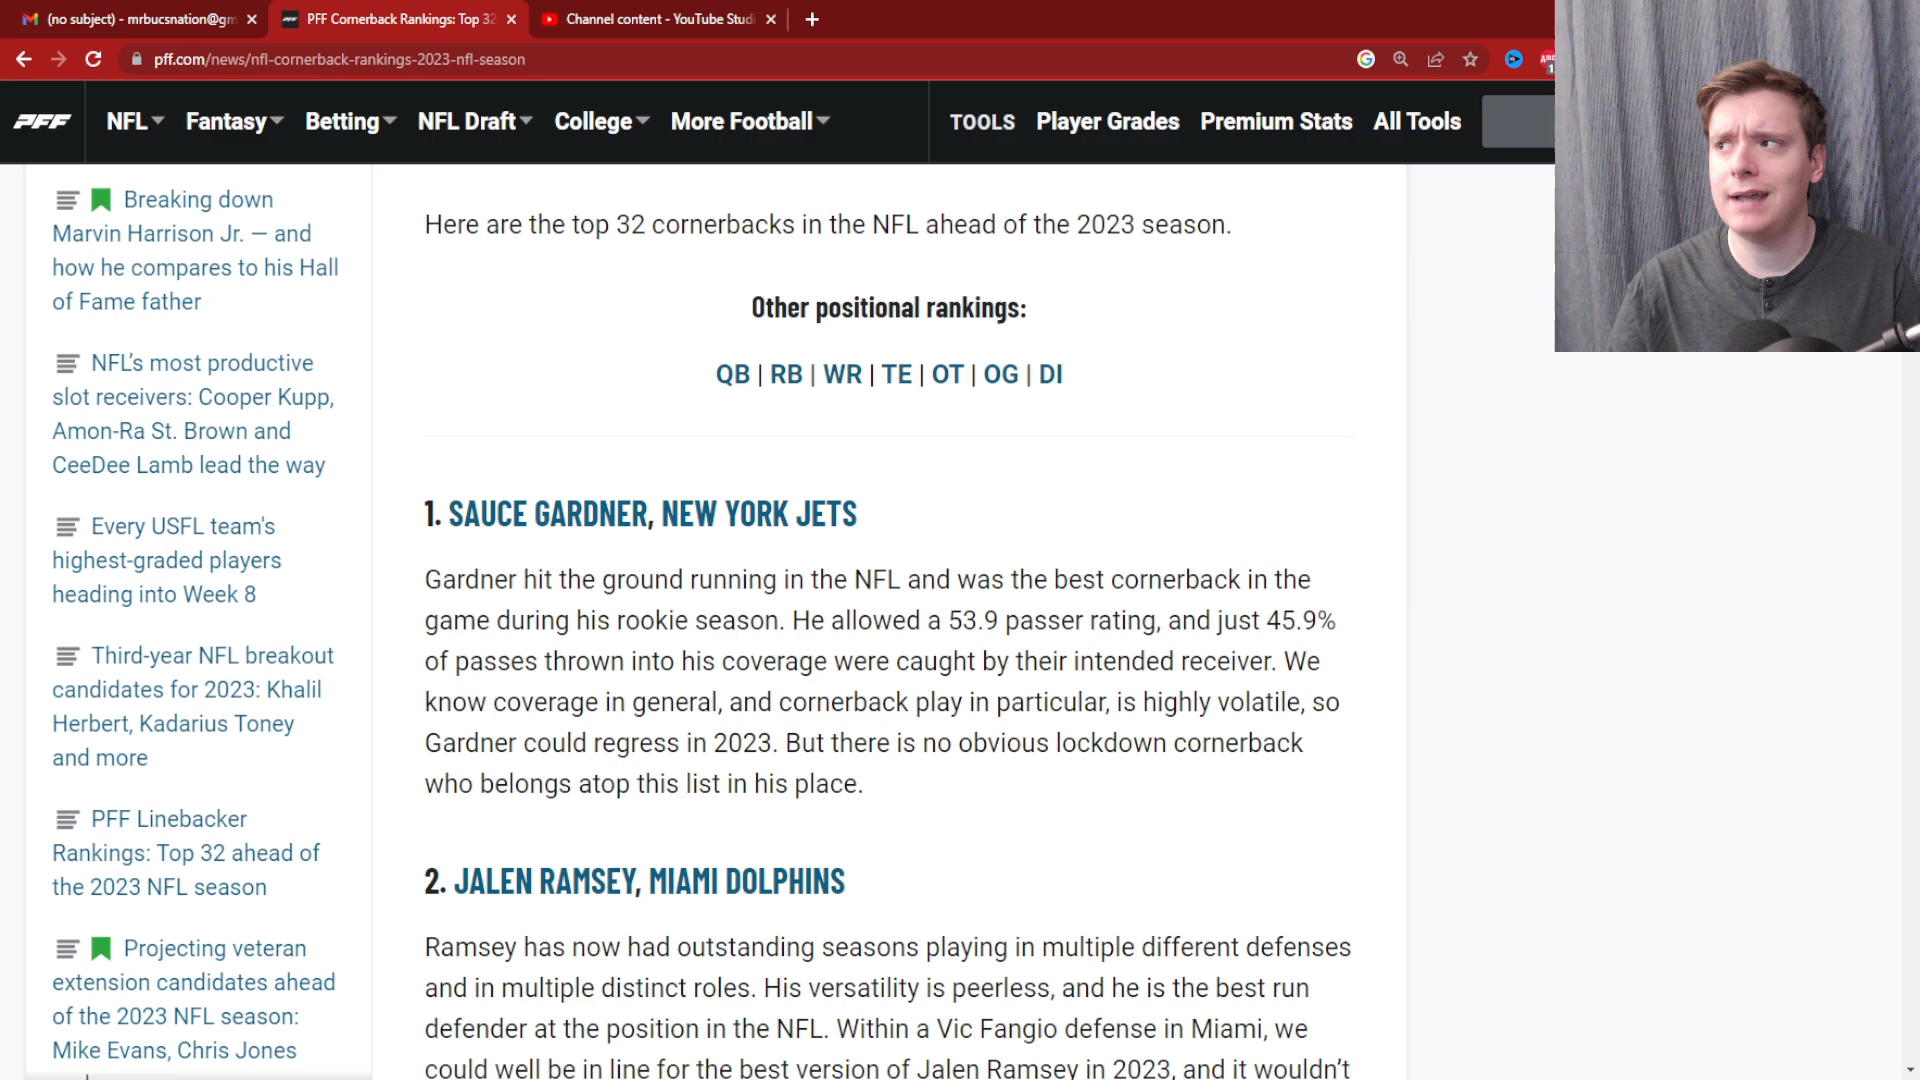 (no subject) - mrbucsnation@gm
PFF Cornerback Rankings: Top 32
Channel content - YouTube Studi
pff.com/news/nfl-cornerback-rankings-2023-nfl-season
PFF
NFL
Fantasy
Betting
NFL Draft
College
More Football
TOOLS
Player Grades
Premium Stats
All Tools
Breaking down
Marvin Harrison Jr. — and
how he compares to his Hall
of Fame father
NFL’s most productive
slot receivers: Cooper Kupp,
Amon-Ra St. Brown and
CeeDee Lamb lead the way
Every USFL team's
highest-graded players
heading into Week 8
Third-year NFL breakout
candidates for 2023: Khalil
Herbert, Kadarius Toney
and more
PFF Linebacker
Rankings: Top 32 ahead of
the 2023 NFL season
Projecting veteran
extension candidates ahead
of the 2023 NFL season:
Mike Evans, Chris Jones
Here are the top 32 cornerbacks in the NFL ahead of the 2023 season.
Other positional rankings:
QB | RB | WR | TE | OT | OG | DI
1. SAUCE GARDNER, NEW YORK JETS
Gardner hit the ground running in the NFL and was the best cornerback in the
game during his rookie season. He allowed a 53.9 passer rating, and just 45.9%
of passes thrown into his coverage were caught by their intended receiver. We
know coverage in general, and cornerback play in particular, is highly volatile, so
Gardner could regress in 2023. But there is no obvious lockdown cornerback
who belongs atop this list in his place.
2. JALEN RAMSEY, MIAMI DOLPHINS
Ramsey has now had outstanding seasons playing in multiple different defenses
and in multiple distinct roles. His versatility is peerless, and he is the best run
defender at the position in the NFL. Within a Vic Fangio defense in Miami, we
could well be in line for the best version of Jalen Ramsey in 2023, and it wouldn’t